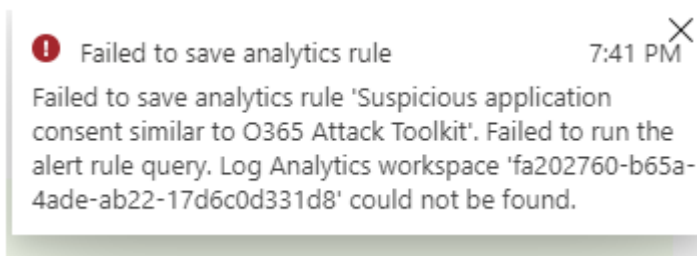 Failed to save analytics rule 7:41 PM
Failed to save analytics rule 'Suspicious application
consent similar to O365 Attack Toolkit'. Failed to run the
alert rule query. Log Analytics workspace 'fa202760-b65a-
4ade-ab22-17d6c0d331d8' could not be found.